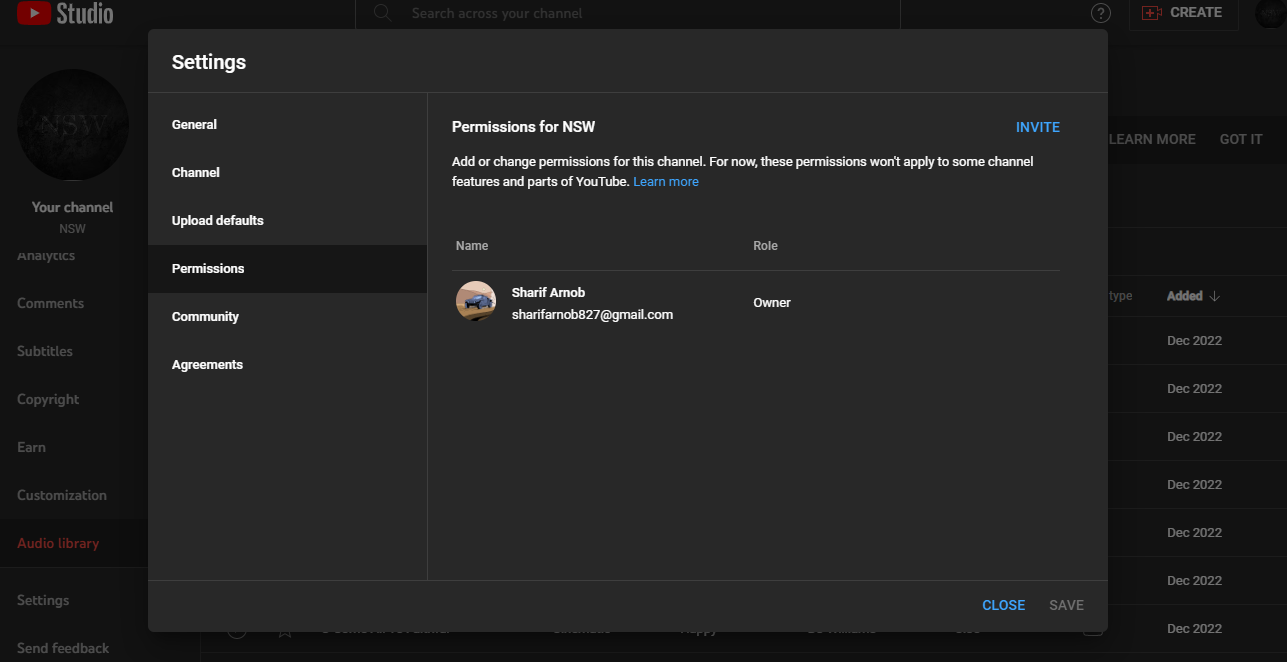 Studio
Search across your channel
?
CREATE
NSW
Your channel
NSW
Analytics
Comments
Subtitles
Copyright
Earn
Customization
Audio library
Settings
Send feedback
Settings
General
Channel
Upload defaults
Permissions
Community
Agreements
Permissions for NSW
INVITE
Add or change permissions for this channel. For now, these permissions won't apply to some channel
features and parts of YouTube. Learn more
Name Role
Sharif Arnob
sharifarnob827@gmail.com
Owner
CLOSE SAVE
LEARN MORE GOT IT
type Added
Dec 2022
Dec 2022
Dec 2022
Dec 2022
Dec 2022
Dec 2022
Dec 2022